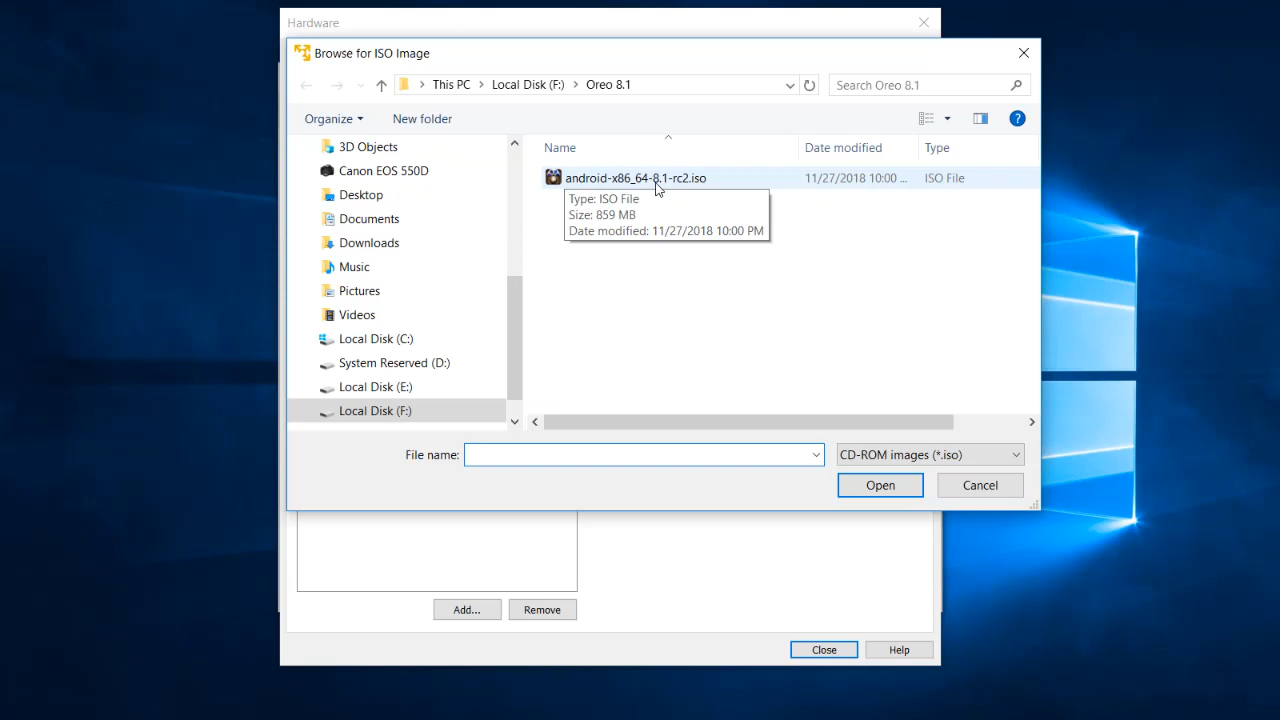 Hardware
Browse for ISO Image
This PC Local Disk (F:) Oreo 8.1
Search Oreo 8.1
Organize New folder
?
3D Objects
Canon EOS 550D
Desktop
Documents
Downloads
Music
Pictures
Videos
Local Disk (C:)
System Reserved (D:)
Local Disk (E:)
Local Disk (F:)
Name Date modified Type
android-x86_64-8.1-rc2.iso 11/27/2018 10:00 ... ISO File
Type: ISO File
Size: 859 MB
Date modified: 11/27/2018 10:00 PM
File name:
CD-ROM images (*.iso)
Open Cancel
Add... Remove
Close Help